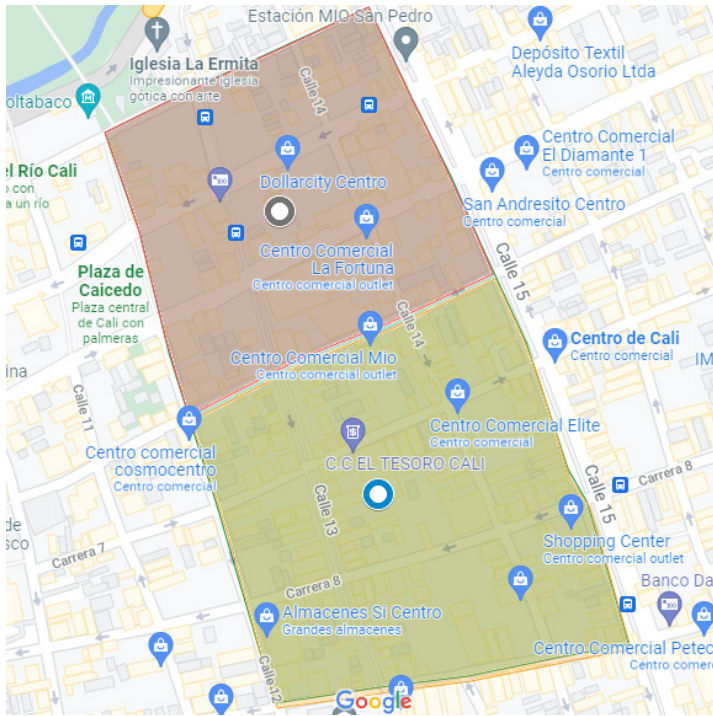 Estación MIO San Pedro
Iglesia La Ermita
Impresionante iglesia
gótica con arte
Depósito Textil
Aleyda Osorio Ltda
oltabaco
Calle 14
Centro Comercial
El Diamante 1
Centro comercial
el Río Cali
o con
a un río
Dollarcity Centro
San Andresito Centro
Centro comercial
Centro Comercial
La Fortuna
Centro comercial outlet
Calle 15
Plaza de
Caicedo
Plaza central
de Cali con
palmeras
Calle 14
Centro de Cali
Centro comercial
Centro Comercial Mio
Centro comercial outlet
ina
IM
Calle 11
Centro Comercial Elite
Centro comercial
Centro comercial
cosmocentro
Centro comercial
C.C EL TESORO CALI
Carrera 8
Calle 15
Calle 13
de
sco
Carrera 7
Shopping Center
Centro comercial outlet
Carrera 8
Banco Da
Almacenes Si Centro
Grandes almacenes
Centro Comercial Petec
Centro comerc
Calle 12
Google